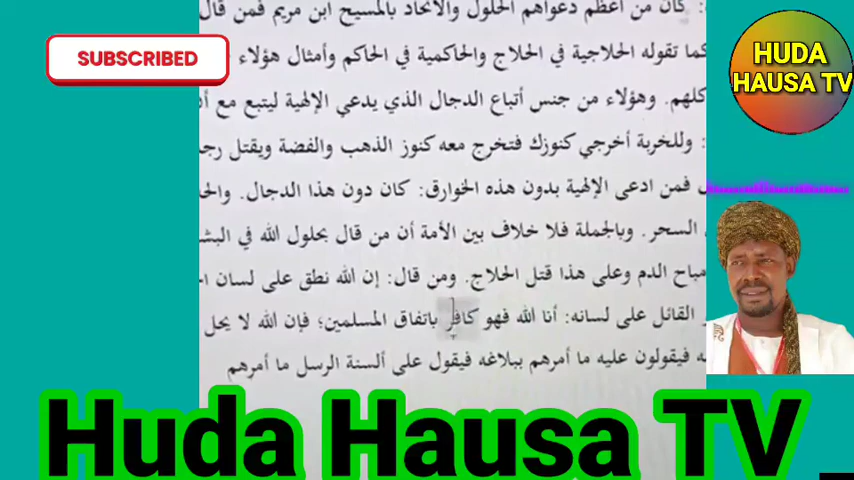 كان من أعظم دعواهم الحلول والاتحاد بالمسيح ابن مريم فمن قال
كما تقوله الحلاجية في الحلاج والحاكمية في الحاكم وأمثال هؤلاء
كلهم. وهؤلاء من جنس أتباع الدجال الذي يدعي الإلهية ليتبع مع
: وللخربة أخرجي كنوزك فتخرج معه كنوز الذهب والفضة ويقتل
فمن ادعى الإلهية بدون هذه الخوارق: كان دون هذا الدجال.
السحر. وبالجملة فلا خلاف بين الأمة أن من قال بحلول الله في
مباح الدم وعلى هذا قتل الحلاج. ومن قال: إن الله نطق على لسان
القائل على لسانه: أنا الله فهو كافر باتفاق المسلمين؛ فإن الله لا يحل
فيقولون عليه ما أمرهم ببلاغه فيقول على ألسنة الرسل ما أمرهم
SUBSCRIBED
HUDA
HAUSA TV
Huda Hausa TV